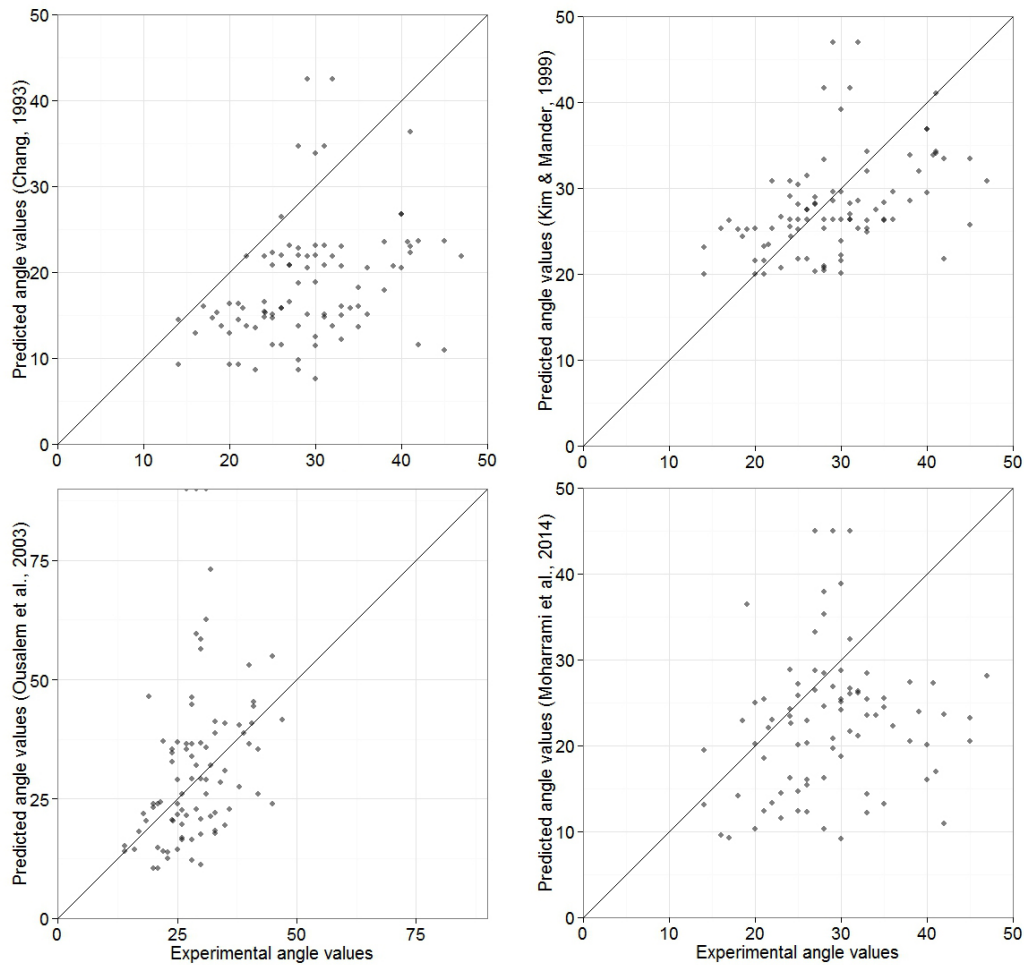 Predicted angle values (Chang, 1993)
50
40
30
20
10
0
0 10 20 30 40 50
Predicted angle values (Kim & Mander, 1999)
50
40
30
20
10
0
0 10 20 30 40 50
Predicted angle values (Ousalem et al., 2003)
75
50
25
0
0 25 50 75
Experimental angle values
Predicted angle values (Moharrami et al., 2014)
50
40
30
20
10
0
0 10 20 30 40 50
Experimental angle values